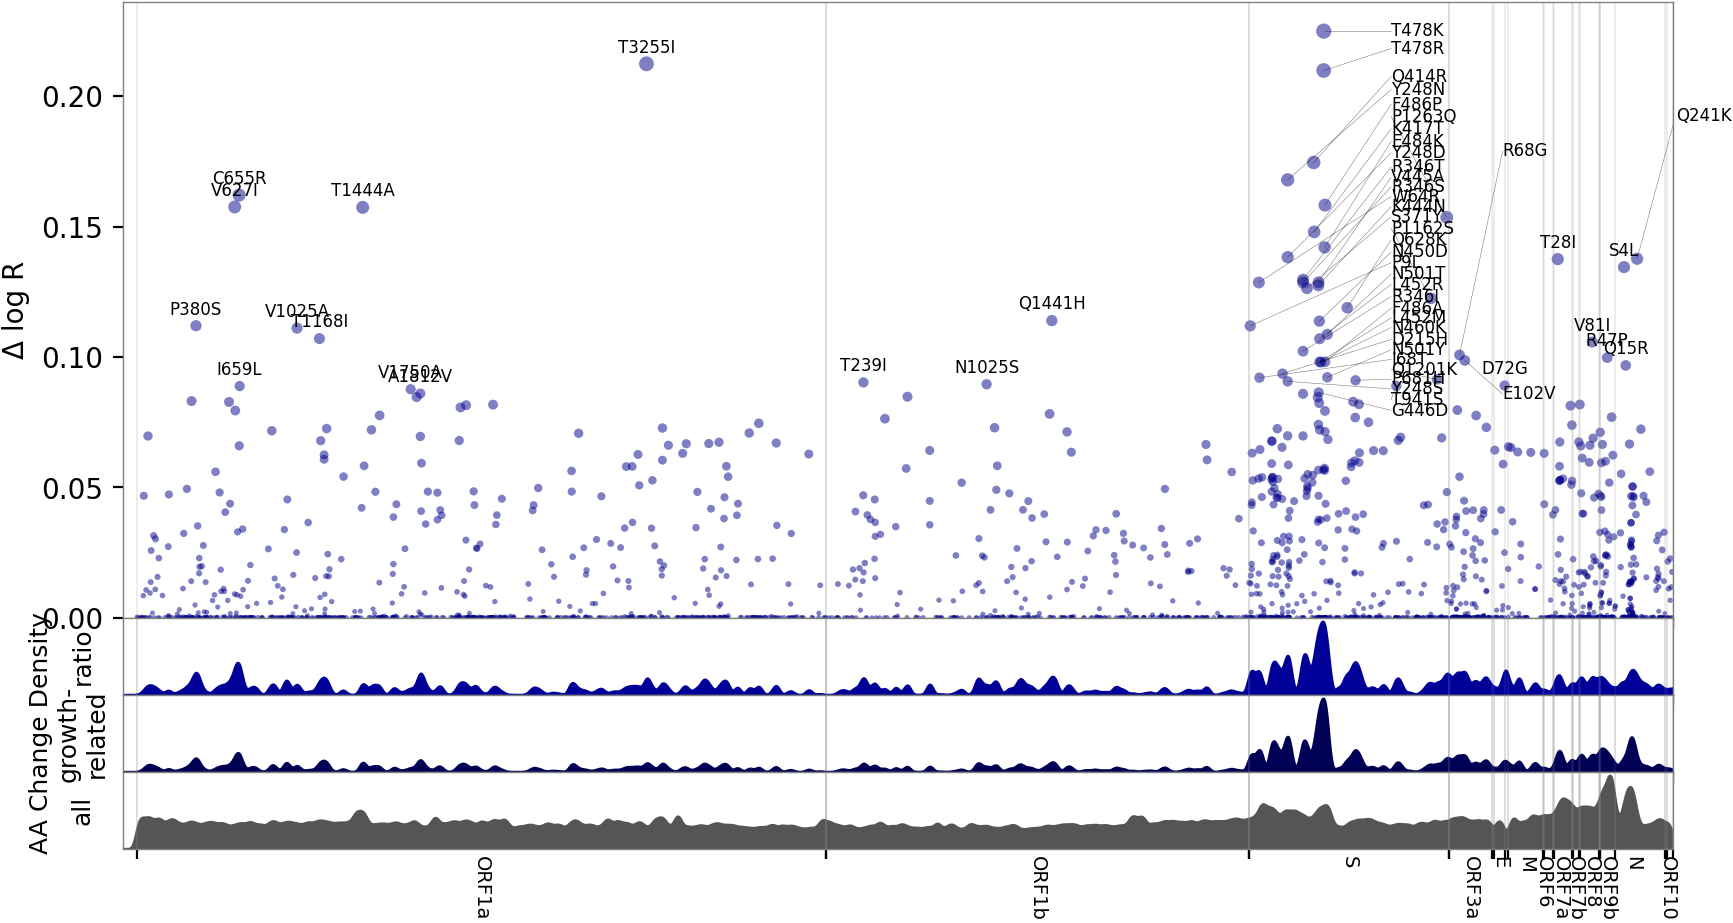 Δ log R
0.20
0.15
0.10
0.05
0.00
T3255I
C655R
V627I
T1444A
P380S
V1025A
T1168I
I659L
V1750A
A1812V
Q1441H
T239I
N1025S
T478K
T478R
Q414R
Y248N
F486P
P1263Q
K417T
E484K
Y248D
R346T
V445A
R346S
W64R
K444N
S371Y
P1162S
Q628K
N450D
P9L
N501T
L452R
R346I
F486A
L452M
N460K
D215H
N501Y
I68T
Q1201K
P681H
Y248S
T941S
G446D
R68G
Q241K
T28I
S4L
V81I
R47P
Q15R
D72G
E102V
AA Change Density
ratio
growth-
related
all
ORF1a
ORF1b
S
ORF3a
E
M
ORF6
ORF7a
ORF7b
ORF8
ORF9b
N
ORF10